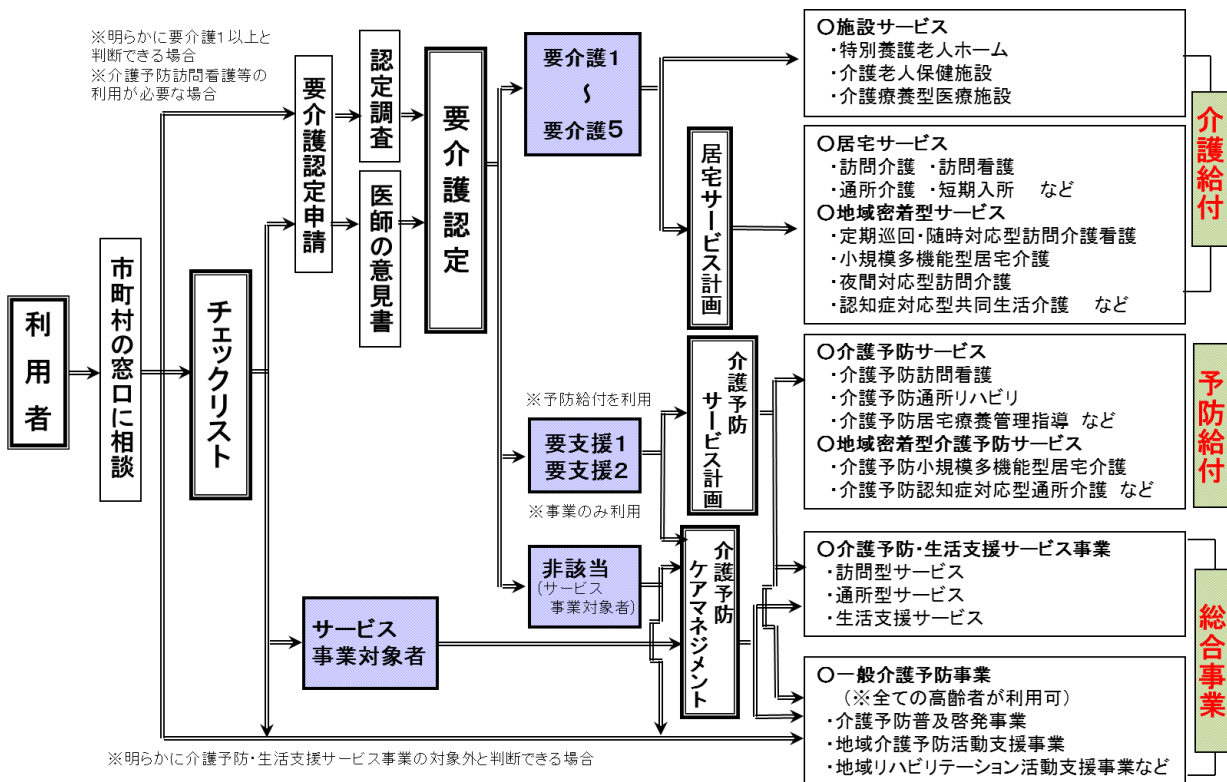 ※明らかに要介護1以上と
判断できる場合
※介護予防訪問看護等の
利用が必要な場合
利用者
市町村の窓口に相談
チェックリスト
要介護認定申請
認定調査
医師の意見書
要介護認定
要介護1
~
要介護5
※予防給付を利用
要支援1
要支援2
※事業のみ利用
非該当
(サービス
事業対象者)
サービス
事業対象者
居宅サービス計画
介護予防
サービス計画
介護予防
ケアマネジメント
○施設サービス
・特別養護老人ホーム
・介護老人保健施設
・介護療養型医療施設
○居宅サービス
・訪問介護 ・訪問看護
・通所介護 ・短期入所 など
○地域密着型サービス
・定期巡回・随時対応型訪問介護看護
・小規模多機能型居宅介護
・夜間対応型訪問介護
・認知症対応型共同生活介護 など
介護給付
○介護予防サービス
・介護予防訪問看護
・介護予防通所リハビリ
・介護予防居宅療養管理指導 など
○地域密着型介護予防サービス
・介護予防小規模多機能型居宅介護
・介護予防認知症対応型通所介護 など
予防給付
○介護予防・生活支援サービス事業
・訪問型サービス
・通所型サービス
・生活支援サービス
○一般介護予防事業
(※全ての高齢者が利用可)
・介護予防普及啓発事業
・地域介護予防活動支援事業
・地域リハビリテーション活動支援事業など
総合事業
※明らかに介護予防・生活支援サービス事業の対象外と判断できる場合